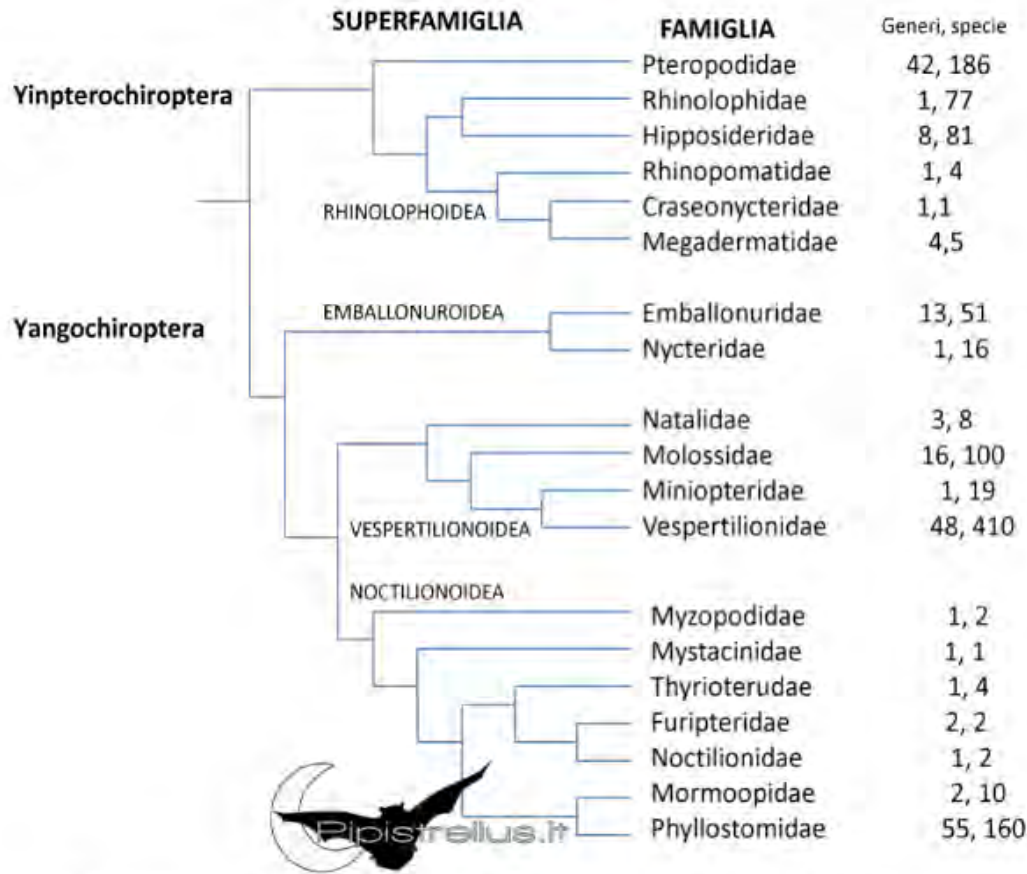 SUPERFAMIGLIA FAMIGLIA Generi, specie
Pteropodidae 42, 186
Yinpterochiroptera
Rhinolophidae 1, 77
Hipposideridae 8, 81
Rhinopomatidae 1, 4
RHINOLOPHOIDEA Craseonycteridae 1,1
Megadermatidae 4,5
EMBALLONUROIDEA Emballonuridae 13, 51
Yangochiroptera
Nycteridae 1, 16
Natalidae 3, 8
Molossidae 16, 100
Miniopteridae 1, 19
VESPERTILIONOIDEA Vespertilionidae 48, 410
NOCTILIONOIDEA
Myzopodidae 1, 2
Mystacinidae 1, 1
Thyrioterudae 1, 4
Furipteridae 2, 2
Noctilionidae 1, 2
Mormoopidae 2, 10
Pipistrellus.it
Phyllostomidae 55, 160